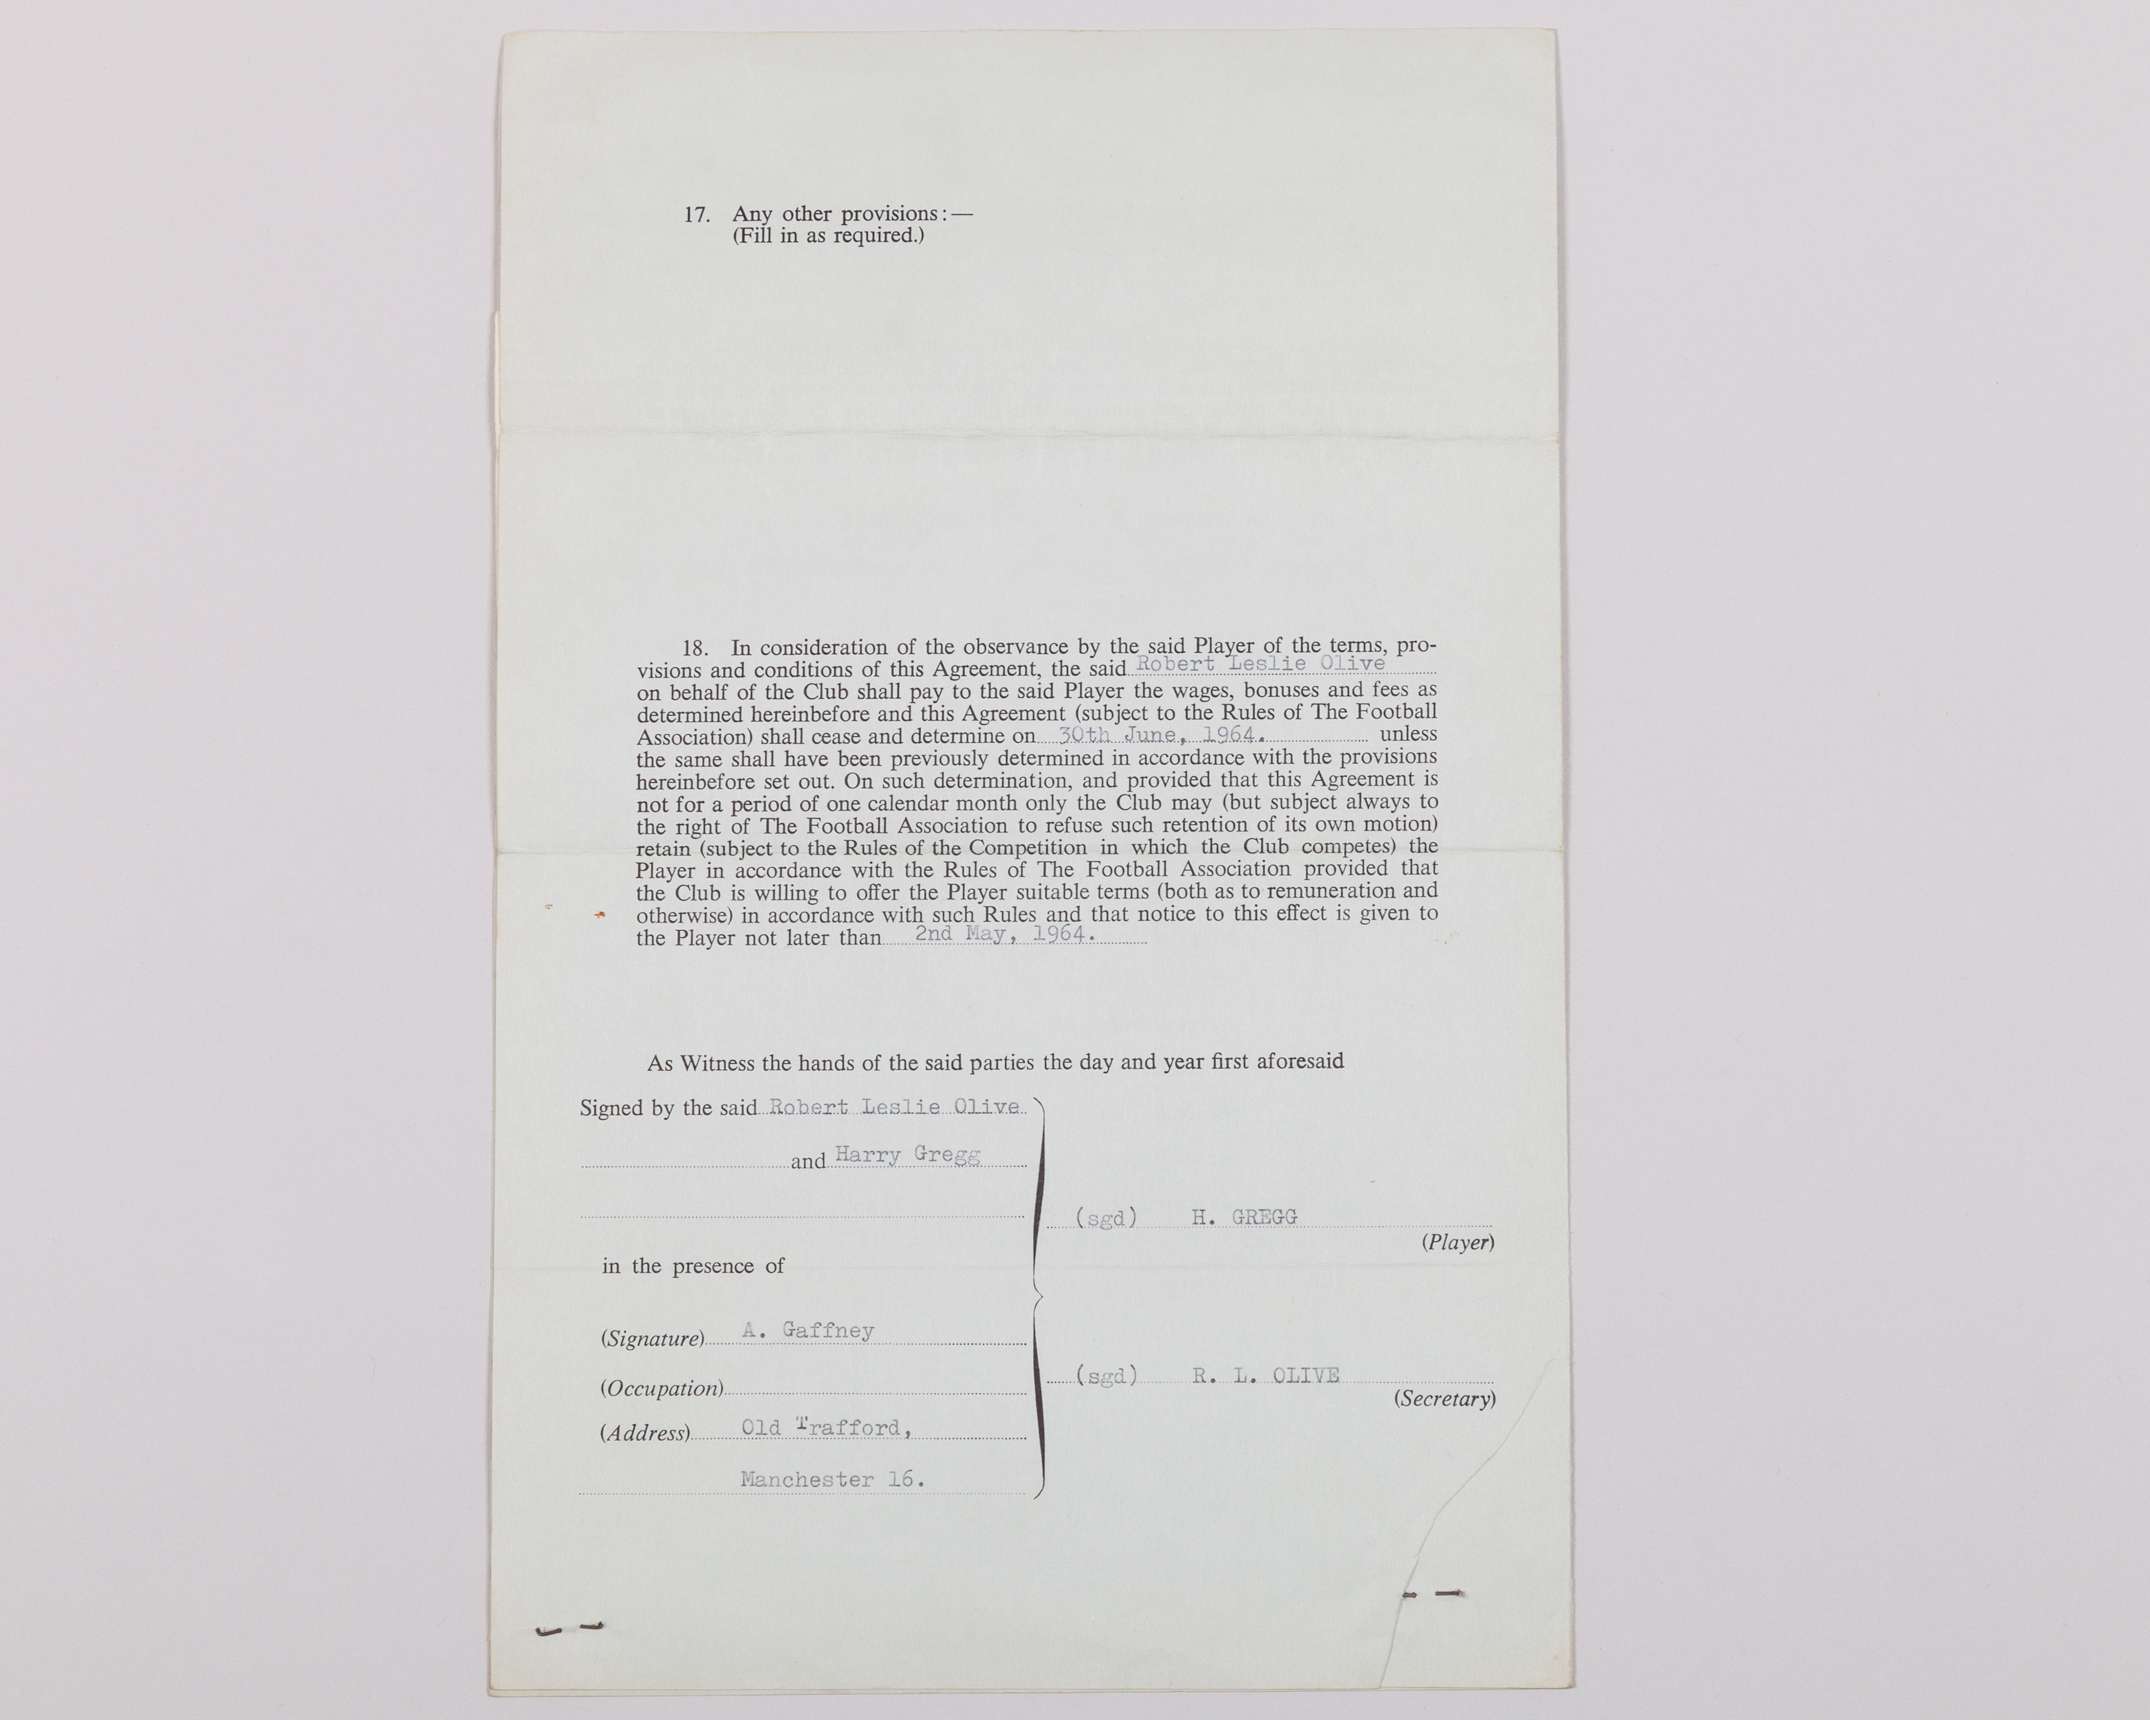 17. Any other provisions:—
(Fill in as required.)
18. In consideration of the observance by the said Player of the terms, pro-
visions and conditions of this Agreement, the said Robert Leslie Olive
on behalf of the Club shall pay to the said Player the wages, bonuses and fees as
determined hereinbefore and this Agreement (subject to the Rules of The Football
Association) shall cease and determine on 30th June, 1964. unless
the same shall have been previously determined in accordance with the provisions
hereinbefore set out. On such determination, and provided that this Agreement is
not for a period of one calendar month only the Club may (but subject always to
the right of The Football Association to refuse such retention of its own motion)
retain (subject to the Rules of the Competition in which the Club competes) the
Player in accordance with the Rules of The Football Association provided that
the Club is willing to offer the Player suitable terms (both as to remuneration and
otherwise) in accordance with such Rules and that notice to this effect is given to
the Player not later than 2nd May, 1964.
As Witness the hands of the said parties the day and year first aforesaid
Signed by the said Robert Leslie Olive
and Harry Gregg
(sgd) H. GREGG
(Player)
in the presence of
(Signature) A. Gaffney
(Occupation)
(sgd) R. L. OLIVE
(Secretary)
(Address) Old Trafford,
Manchester 16.